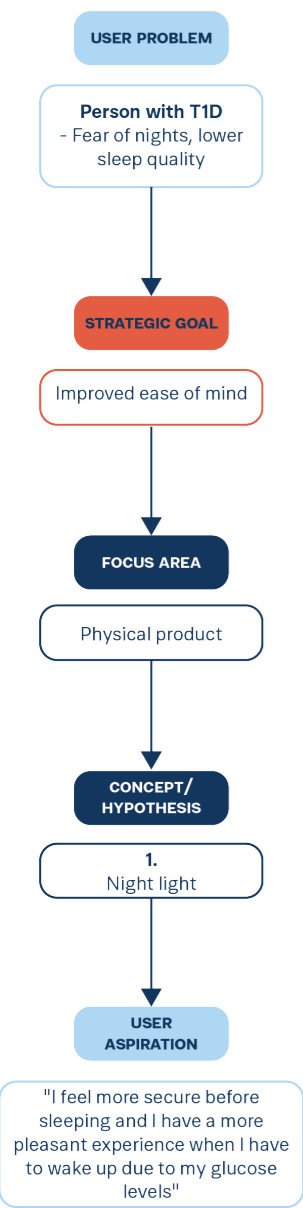 USER PROBLEM
Person with T1D
- Fear of nights, lower
sleep quality
STRATEGIC GOAL
Improved ease of mind
FOCUS AREA
Physical product
CONCEPT/
HYPOTHESIS
1.
Night light
USER
ASPIRATION
"I feel more secure before
sleeping and I have a more
pleasant experience when I have
to wake up due to my glucose
levels"